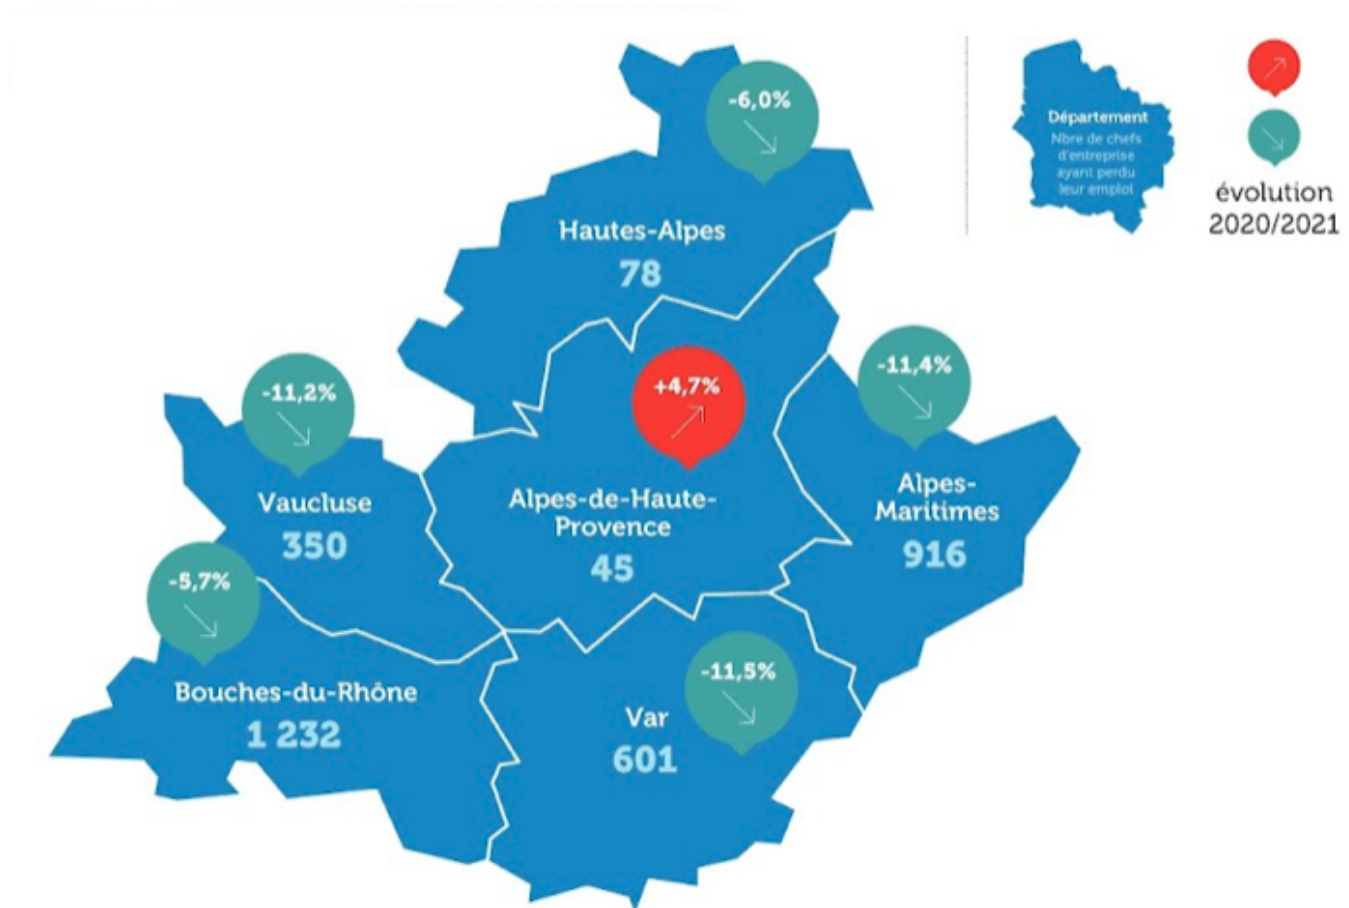 -6,0%
Hautes-Alpes
78
Département
Nbre de chefs
d'entreprise
ayant perdu
leur emploi
évolution
2020/2021
-11,2%
Vaucluse
350
+4,7%
Alpes-de-Haute-
Provence
45
-11,4%
Alpes-
Maritimes
916
-5,7%
Bouches-du-Rhône
1 232
-11,5%
Var
601